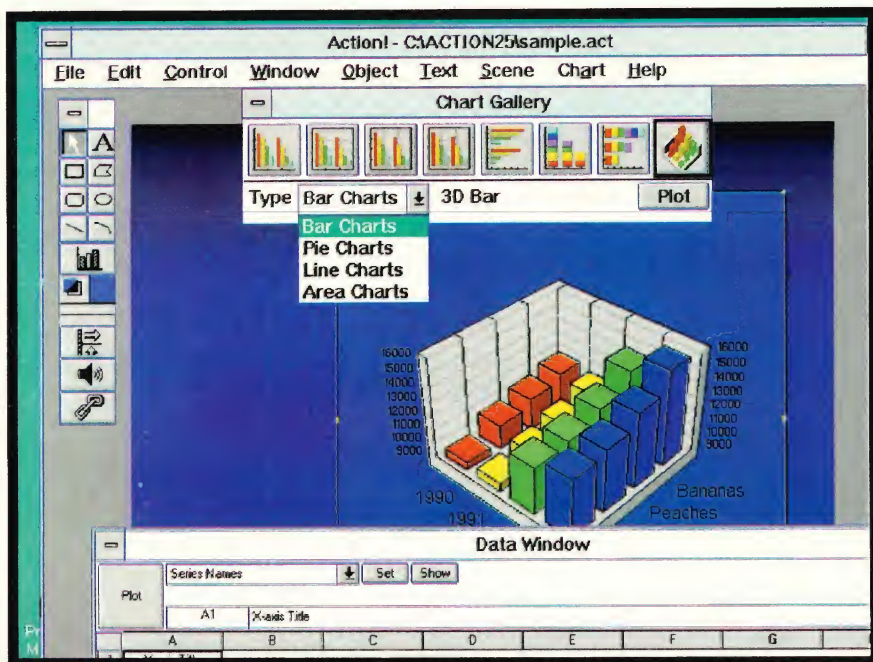 Action! - C:\ACTION25\sample.act
File Edit Control Window Object Text Scene Chart Help
Chart Gallery
A
Type Bar Charts 3D Bar Plot
Bar Charts
Pie Charts
Line Charts
Area Charts
16000
15000
14000
13000
12000
11000
10000
9000
16000
15000
14000
13000
12000
11000
10000
9000
1990
1991
Bananas
Peaches
Data Window
Plot
Series Names Set Show
A1 X-axis Title
A B C D E F G